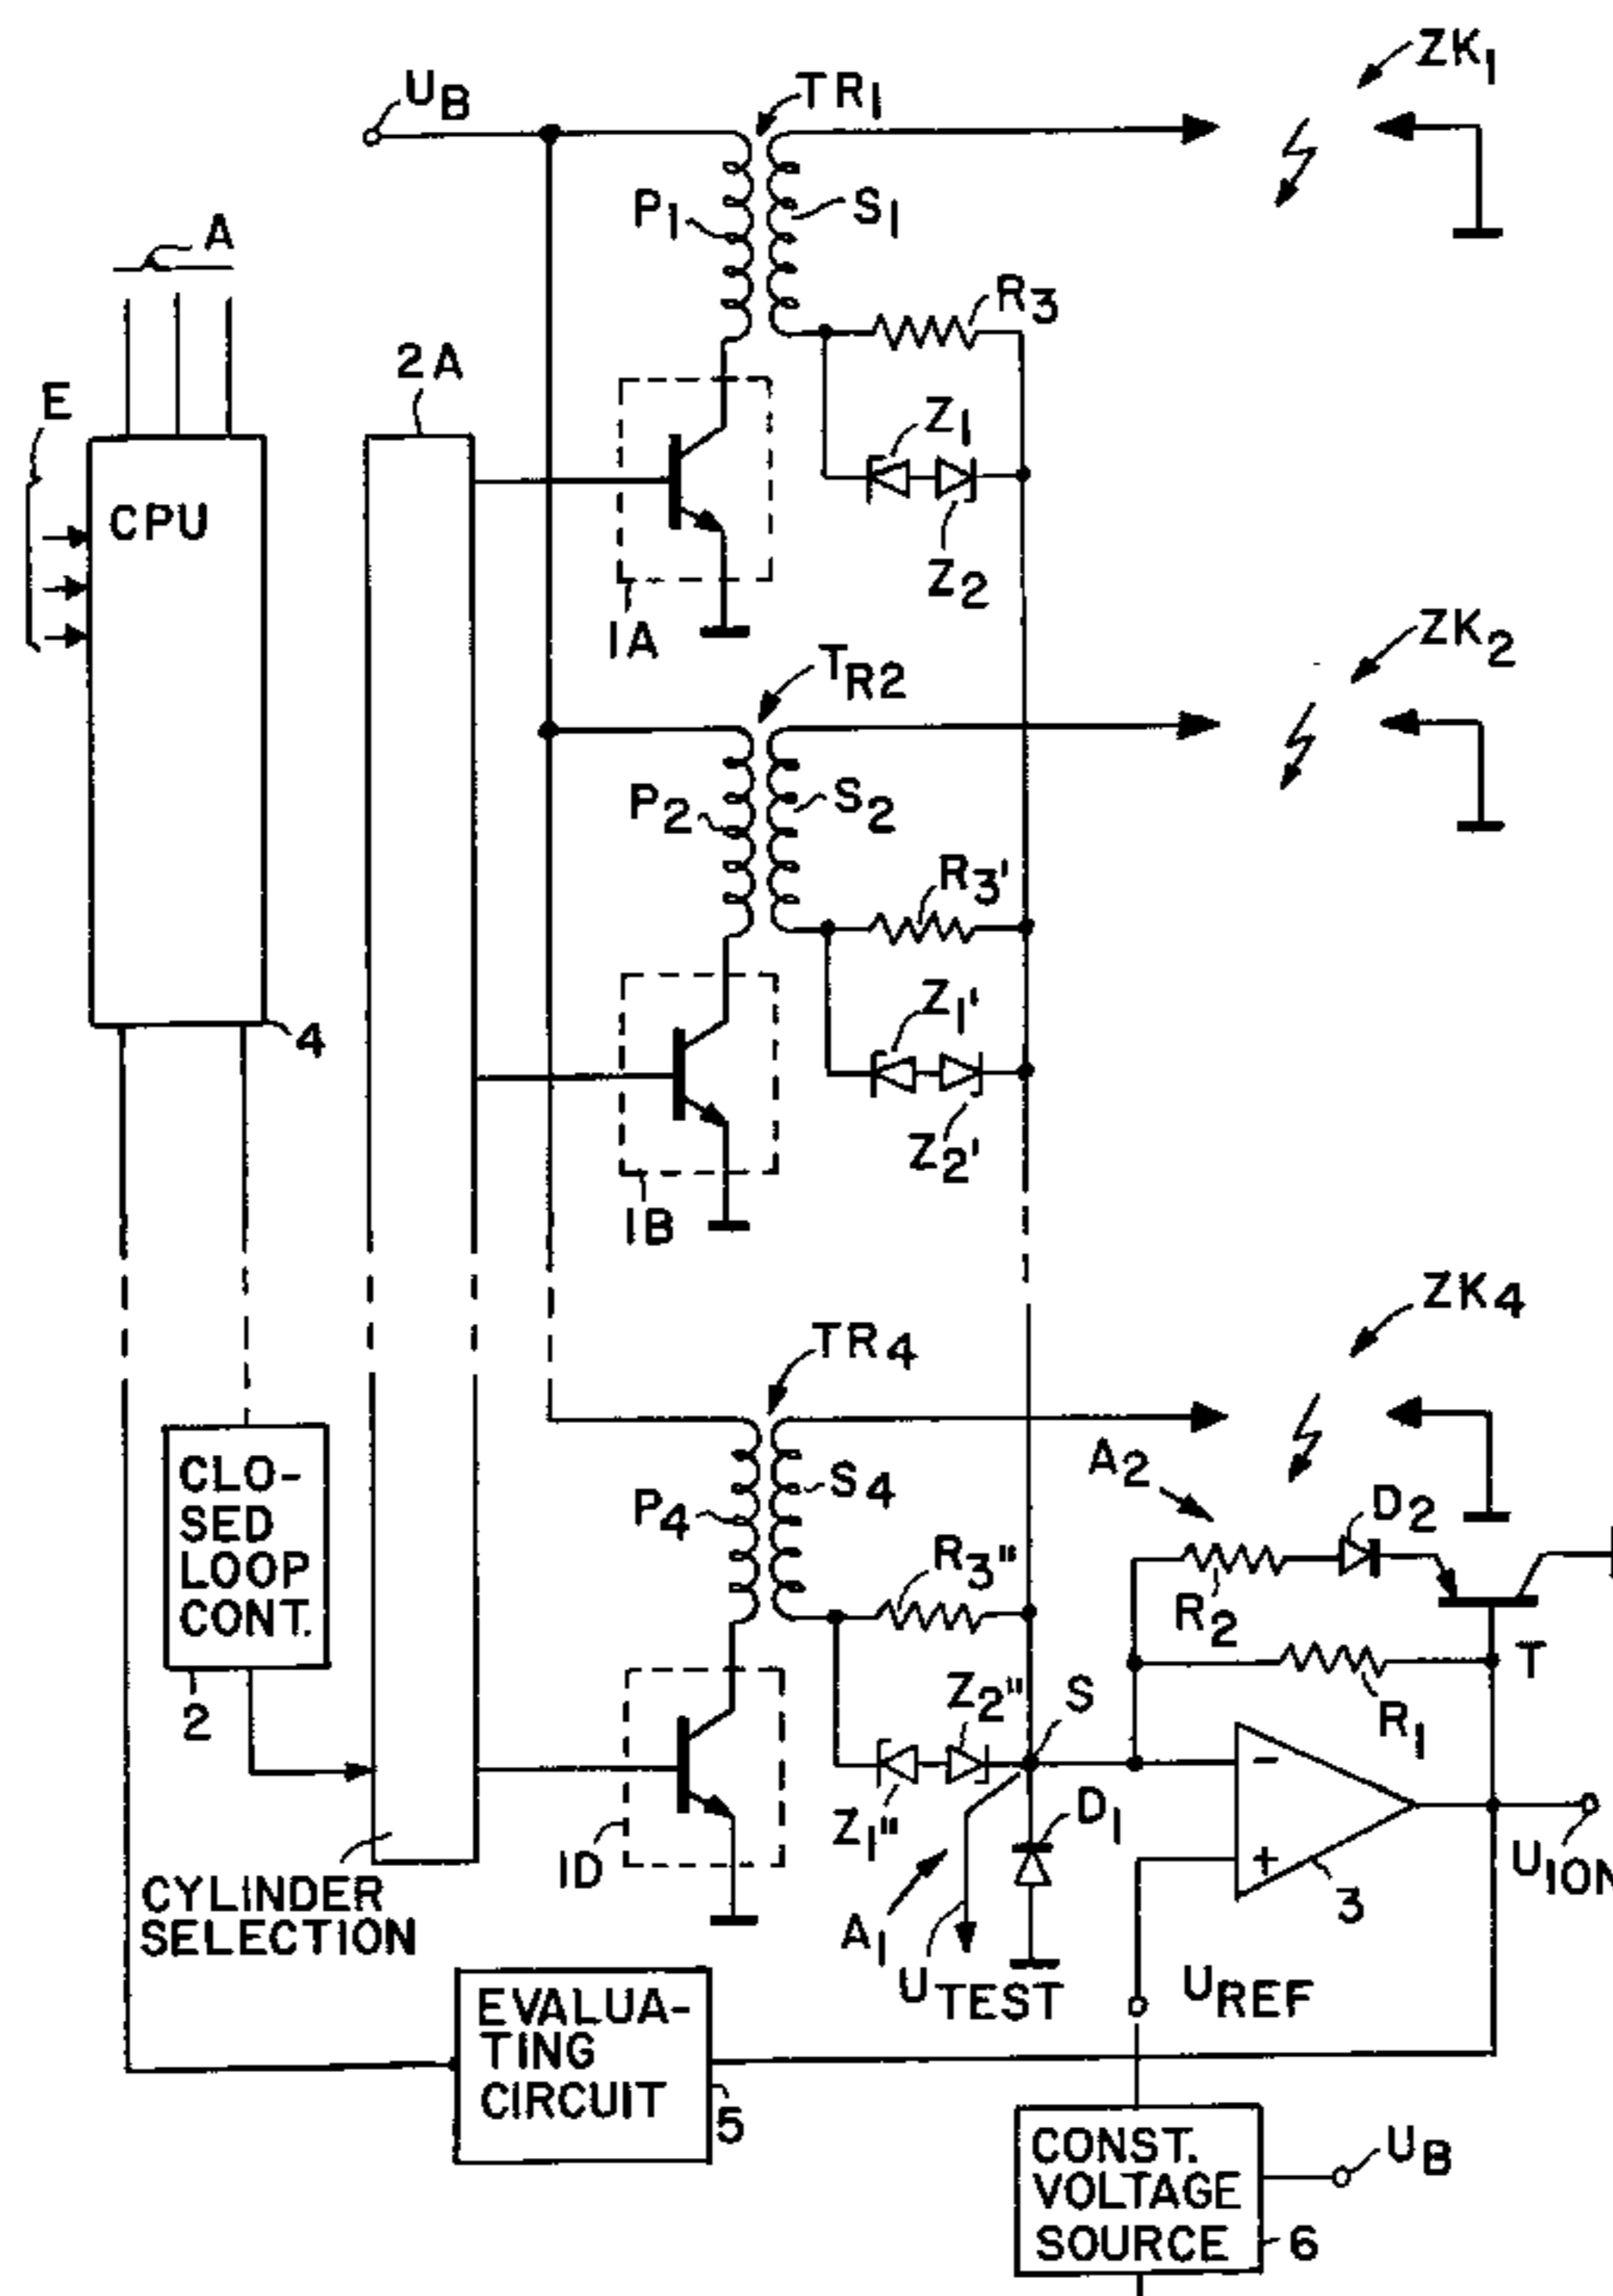 ZK1
UB
TR1
P1
S1
A
R3
2A
E
Z1
CPU
Z2
1A
ZK2
TR2
P2
S2
R3'
Z1'
4
Z2'
1B
ZK4
TR4
A2
CLO-
SED
LOOP
CONT.
P4
S4
D2
R3"
R2
T
2
Z2"
S
R1
Z1"
D1
-
+
3
1D
UION
CYLINDER
SELECTION
A1
UTEST
UREF
EVALUA-
TING
CIRCUIT
5
CONST.
VOLTAGE
SOURCE
UB
6